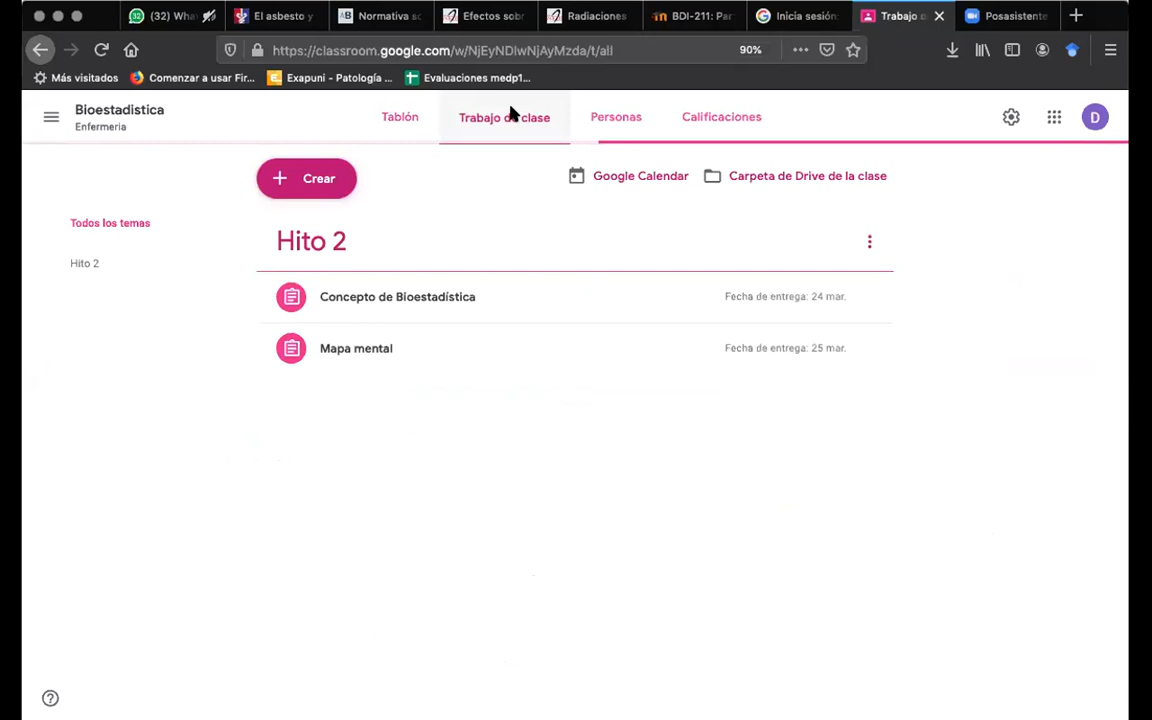 (32) Wha
El asbesto y
Normativa sc
Efectos sobr
Radiaciones
BDI-211: Par
Inicia sesión
Trabajo d
Posasistente
https://classroom.google.com/w/NjEyNDIwNjAyMzda/t/all
90%
Más visitados
Comenzar a usar Fir...
Exapuni - Patología ...
Evaluaciones medp1...
Bioestadistica
Enfermeria
Tablón
Trabajo de clase
Personas
Calificaciones
D
Crear
Google Calendar
Carpeta de Drive de la clase
Todos los temas
Hito 2
Hito 2
Concepto de Bioestadística
Fecha de entrega: 24 mar.
Mapa mental
Fecha de entrega: 25 mar.